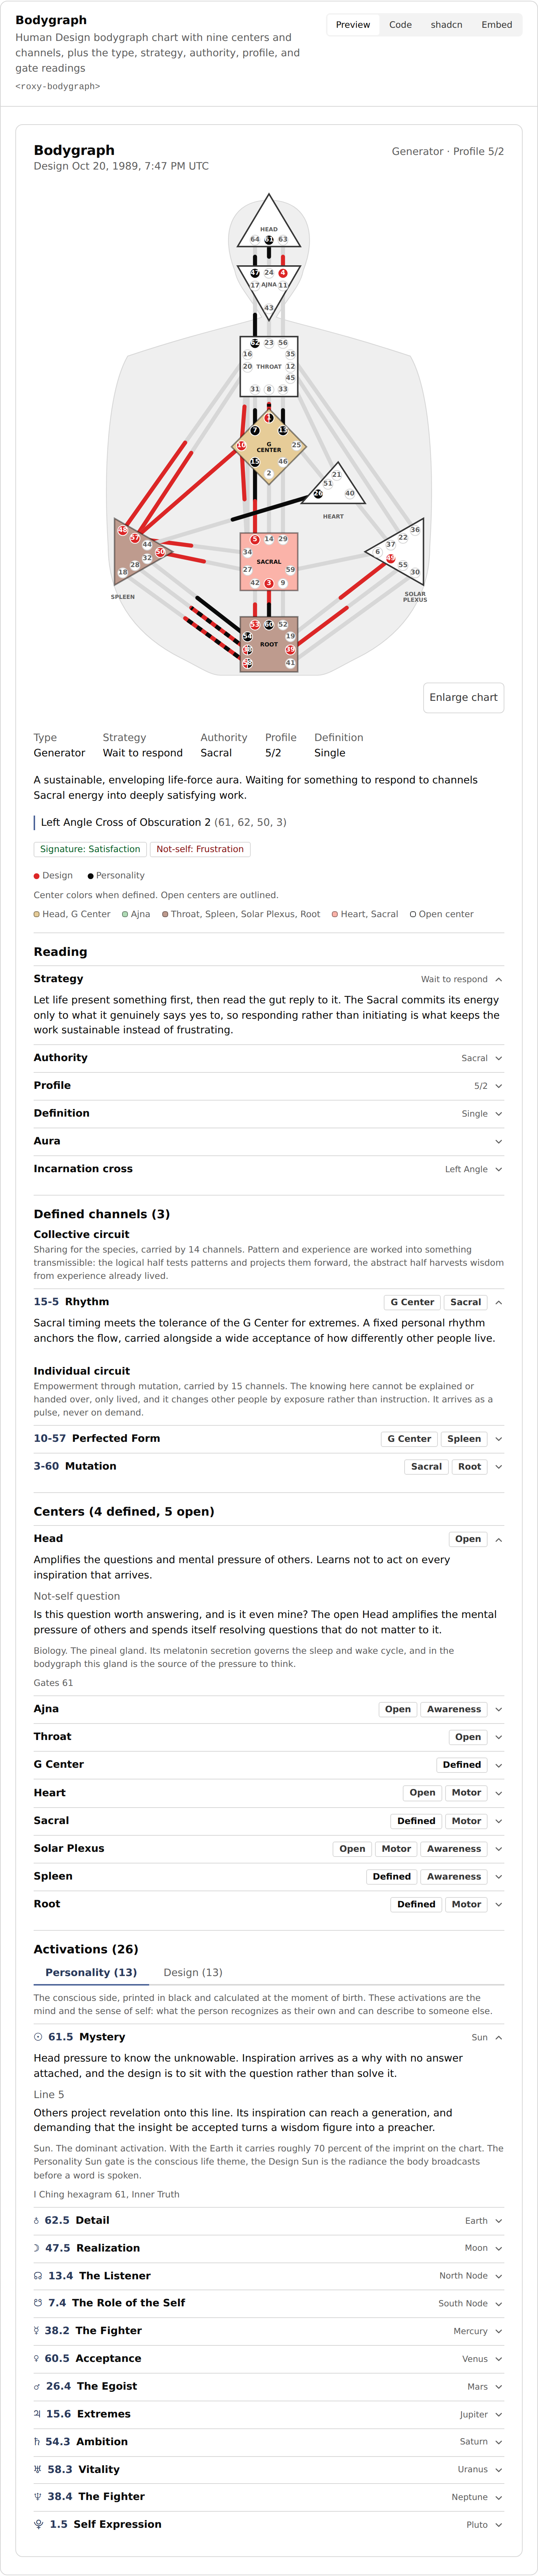 Bodygraph
Human Design bodygraph chart with nine centers and
channels, plus the type, strategy, authority, profile, and
gate readings
<roxy-bodygraph>
Preview Code shadcn Embed
Bodygraph
Design Oct 20, 1989, 7:47 PM UTC
Generator · Profile 5/2
HEAD
64 61 63
47 24 4
17 AJNA 11
43
62 23 56
16 35
20 THROAT 12
45
31 8 33
1
7 13
10 G CENTER 25
15 46
2
21
51
26 40
HEART
48
57
44
50
32
28
18
SPLEEN
5 14 29
34
SACRAL
27 59
42 3 9
36
22
37
6
49
55
30
SOLAR
PLEXUS
53 60 52
54 19
ROOT
39
41
Enlarge chart
Type Strategy Authority Profile Definition
Generator Wait to respond Sacral 5/2 Single
A sustainable, enveloping life-force aura. Waiting for something to respond to channels
Sacral energy into deeply satisfying work.
Left Angle Cross of Obscuration 2 (61, 62, 50, 3)
Signature: Satisfaction Not-self: Frustration
Design Personality
Center colors when defined. Open centers are outlined.
Head, G Center Ajna Throat, Spleen, Solar Plexus, Root Heart, Sacral Open center
Reading
Strategy Wait to respond
Let life present something first, then read the gut reply to it. The Sacral commits its energy
only to what it genuinely says yes to, so responding rather than initiating is what keeps the
work sustainable instead of frustrating.
Authority Sacral
Profile 5/2
Definition Single
Aura
Incarnation cross Left Angle
Defined channels (3)
Collective circuit
Sharing for the species, carried by 14 channels. Pattern and experience are worked into something
transmissible: the logical half tests patterns and projects them forward, the abstract half harvests wisdom
from experience already lived.
15-5 Rhythm G Center Sacral
Sacral timing meets the tolerance of the G Center for extremes. A fixed personal rhythm
anchors the flow, carried alongside a wide acceptance of how differently other people live.
Individual circuit
Empowerment through mutation, carried by 15 channels. The knowing here cannot be explained or
handed over, only lived, and it changes other people by exposure rather than instruction. It arrives as a
pulse, never on demand.
10-57 Perfected Form G Center Spleen
3-60 Mutation Sacral Root
Centers (4 defined, 5 open)
Head Open
Amplifies the questions and mental pressure of others. Learns not to act on every
inspiration that arrives.
Not-self question
Is this question worth answering, and is it even mine? The open Head amplifies the mental
pressure of others and spends itself resolving questions that do not matter to it.
Biology. The pineal gland. Its melatonin secretion governs the sleep and wake cycle, and in the
bodygraph this gland is the source of the pressure to think.
Gates 61
Ajna Open Awareness
Throat Open
G Center Defined
Heart Open Motor
Sacral Defined Motor
Solar Plexus Open Motor Awareness
Spleen Defined Awareness
Root Defined Motor
Activations (26)
Personality (13) Design (13)
The conscious side, printed in black and calculated at the moment of birth. These activations are the
mind and the sense of self: what the person recognizes as their own and can describe to someone else.
☉ 61.5 Mystery Sun
Head pressure to know the unknowable. Inspiration arrives as a why with no answer
attached, and the design is to sit with the question rather than solve it.
Line 5
Others project revelation onto this line. Its inspiration can reach a generation, and
demanding that the insight be accepted turns a wisdom figure into a preacher.
Sun. The dominant activation. With the Earth it carries roughly 70 percent of the imprint on the chart. The
Personality Sun gate is the conscious life theme, the Design Sun is the radiance the body broadcasts
before a word is spoken.
I Ching hexagram 61, Inner Truth
♁ 62.5 Detail Earth
☽ 47.5 Realization Moon
☊ 13.4 The Listener North Node
☋ 7.4 The Role of the Self South Node
☿ 38.2 The Fighter Mercury
♀ 60.5 Acceptance Venus
♂ 26.4 The Egoist Mars
♃ 15.6 Extremes Jupiter
♄ 54.3 Ambition Saturn
♅ 58.3 Vitality Uranus
♆ 38.4 The Fighter Neptune
1.5 Self Expression Pluto